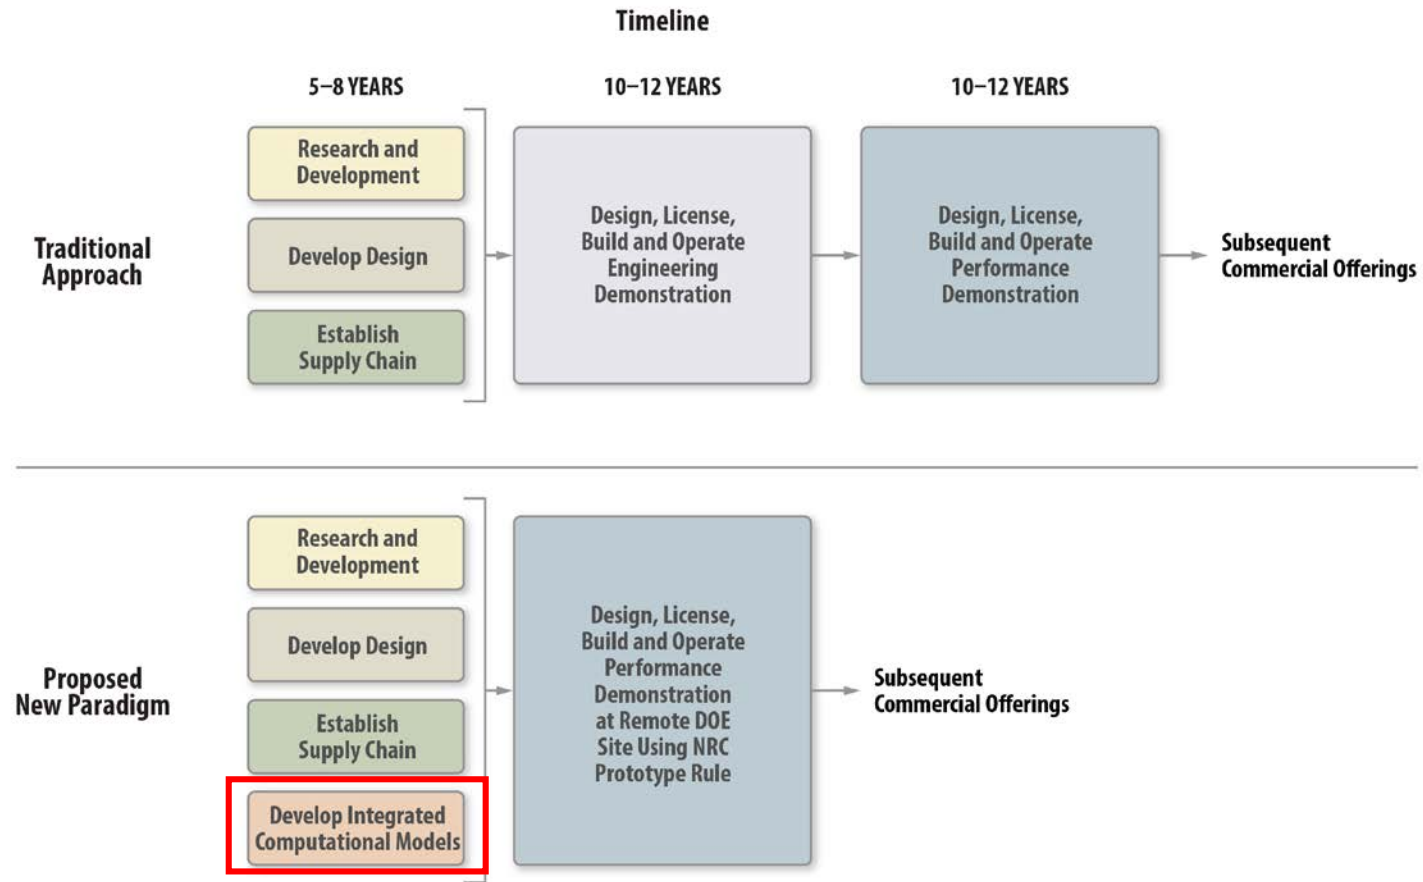 Timeline
5–8 YEARS
10–12 YEARS
10–12 YEARS
Traditional
Approach
Research and
Development
Develop Design
Establish
Supply Chain
Design, License,
Build and Operate
Engineering
Demonstration
Design, License,
Build and Operate
Performance
Demonstration
Subsequent
Commercial Offerings
Proposed
New Paradigm
Research and
Development
Develop Design
Establish
Supply Chain
Develop Integrated
Computational Models
Design, License,
Build and Operate
Performance
Demonstration
at Remote DOE
Site Using NRC
Prototype Rule
Subsequent
Commercial Offerings